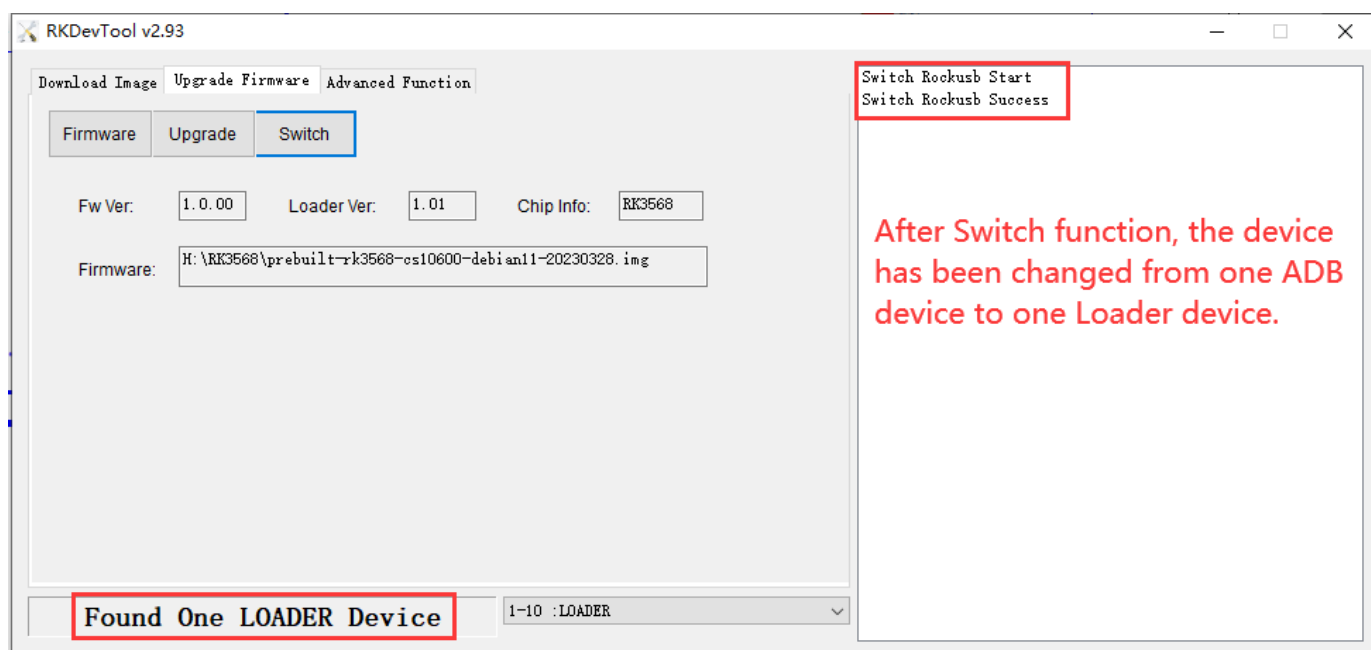 RKDevTool v2.93
Download Image Upgrade Firmware Advanced Function
Firmware Upgrade Switch
Fw Ver: 1.0.00 Loader Ver: 1.01 Chip Info: RK3568
Firmware: H:\RK3568\prebuilt-rk3568-cs10600-debian11-20230328.img
Found One LOADER Device
1-10 :LOADER
Switch Rockusb Start
Switch Rockusb Success
After Switch function, the device
has been changed from one ADB
device to one Loader device.